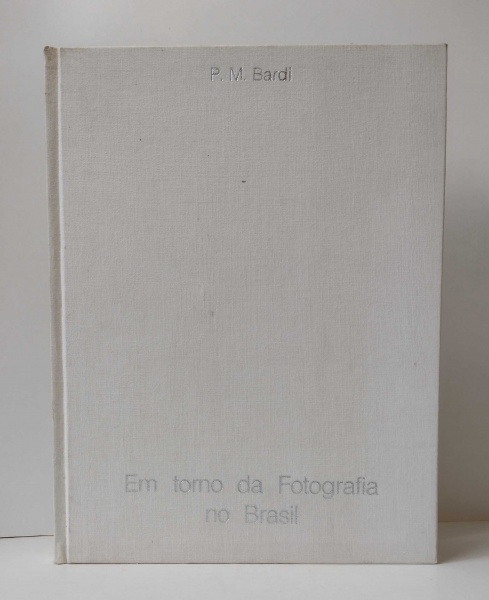 P. M. Bardi
Em torno da Fotografia
no Brasil